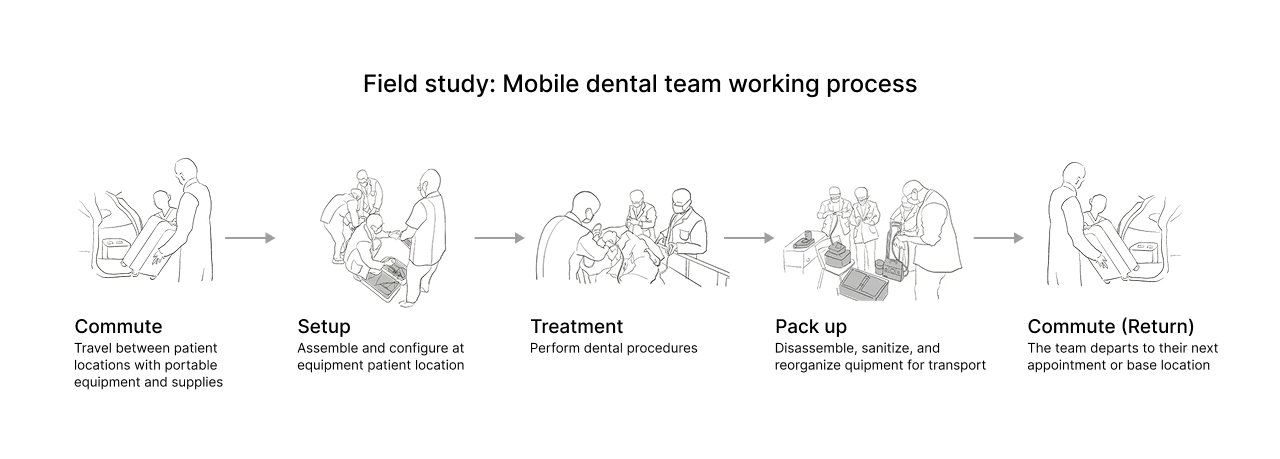 Field study: Mobile dental team working process
Commute
Travel between patient
locations with portable
equipment and supplies
Setup
Assemble and configure at
equipment patient location
Treatment
Perform dental procedures
Pack up
Disassemble, sanitize, and
reorganize quipment for transport
Commute (Return)
The team departs to their next
appointment or base location